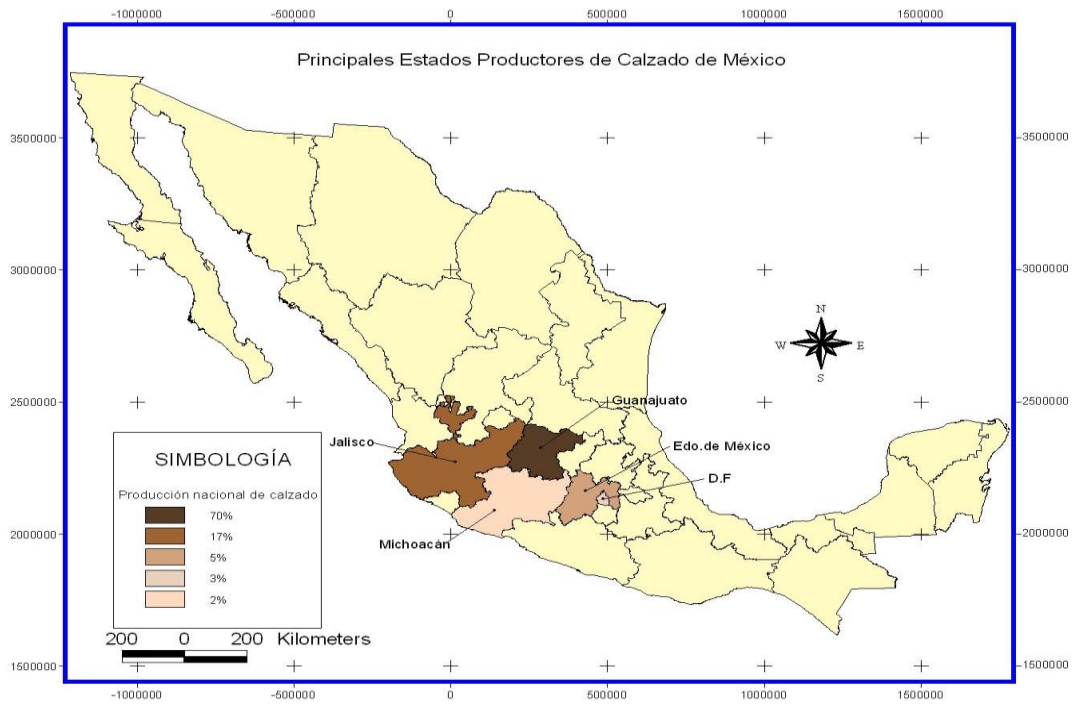 -1000000 -500000 0 500000 1000000 1500000
Principales Estados Productores de Calzado de México
3500000 3500000
3000000 3000000
N
W E
S
2500000 2500000
Guanajuato
Jalisco
Edo.de México
D.F
Michoacán
2000000 2000000
SIMBOLOGÍA
Producción nacional de calzado
70%
17%
5%
3%
2%
200 0 200 Kilometers
1500000 1500000
-1000000 -500000 0 500000 1000000 1500000